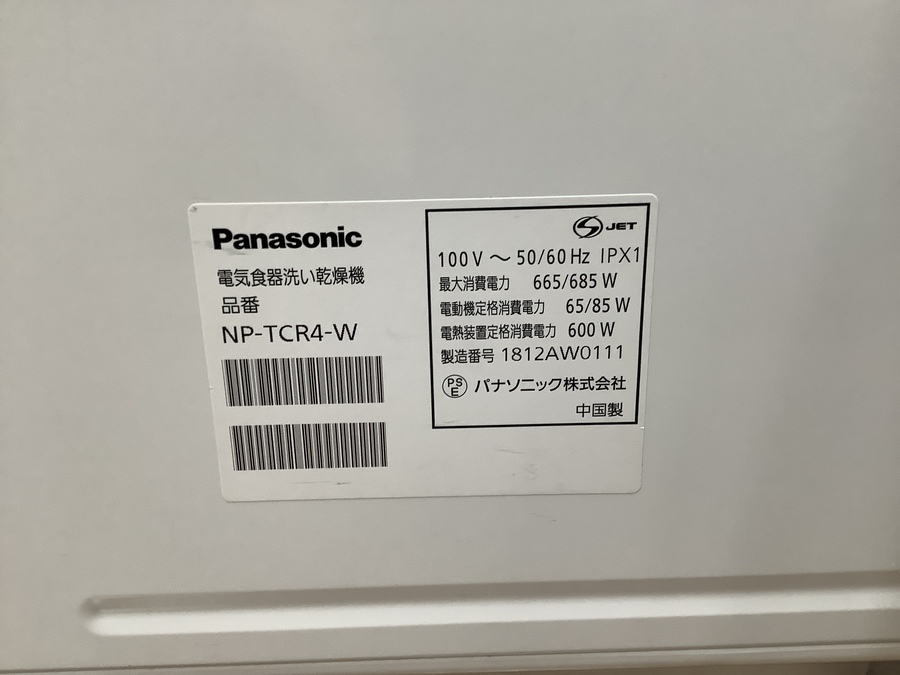 Panasonic
電気食器洗い乾燥機
品番
NP-TCR4-W
S JET
100V ～ 50/60Hz IPX1
最大消費電力 665/685 W
電動機定格消費電力 65/85 W
電熱装置定格消費電力 600 W
製造番号 1812AW0111
PSE パナソニック株式会社
中国製